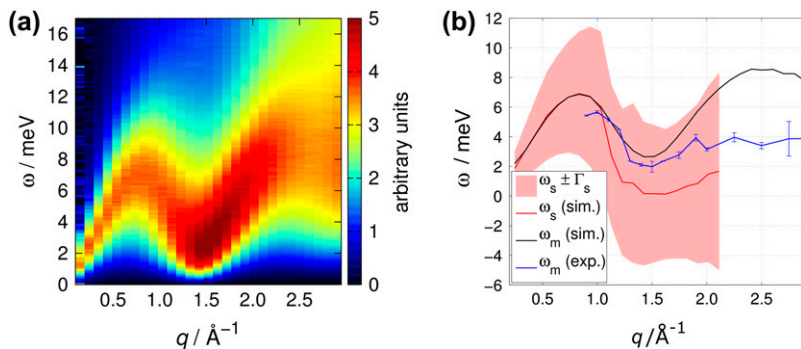 (a)
ω / meV
16
14
12
10
8
6
4
2
0
0.5 1.0 1.5 2.0 2.5
q / Å⁻¹
5
4
3
2
1
0
arbitrary units
(b)
ω / meV
12
10
8
6
4
2
0
-2
-4
-6
ωs ± Γs
ωs (sim.)
ωm (sim.)
ωm (exp.)
0.5 1.0 1.5 2.0 2.5
q /Å⁻¹